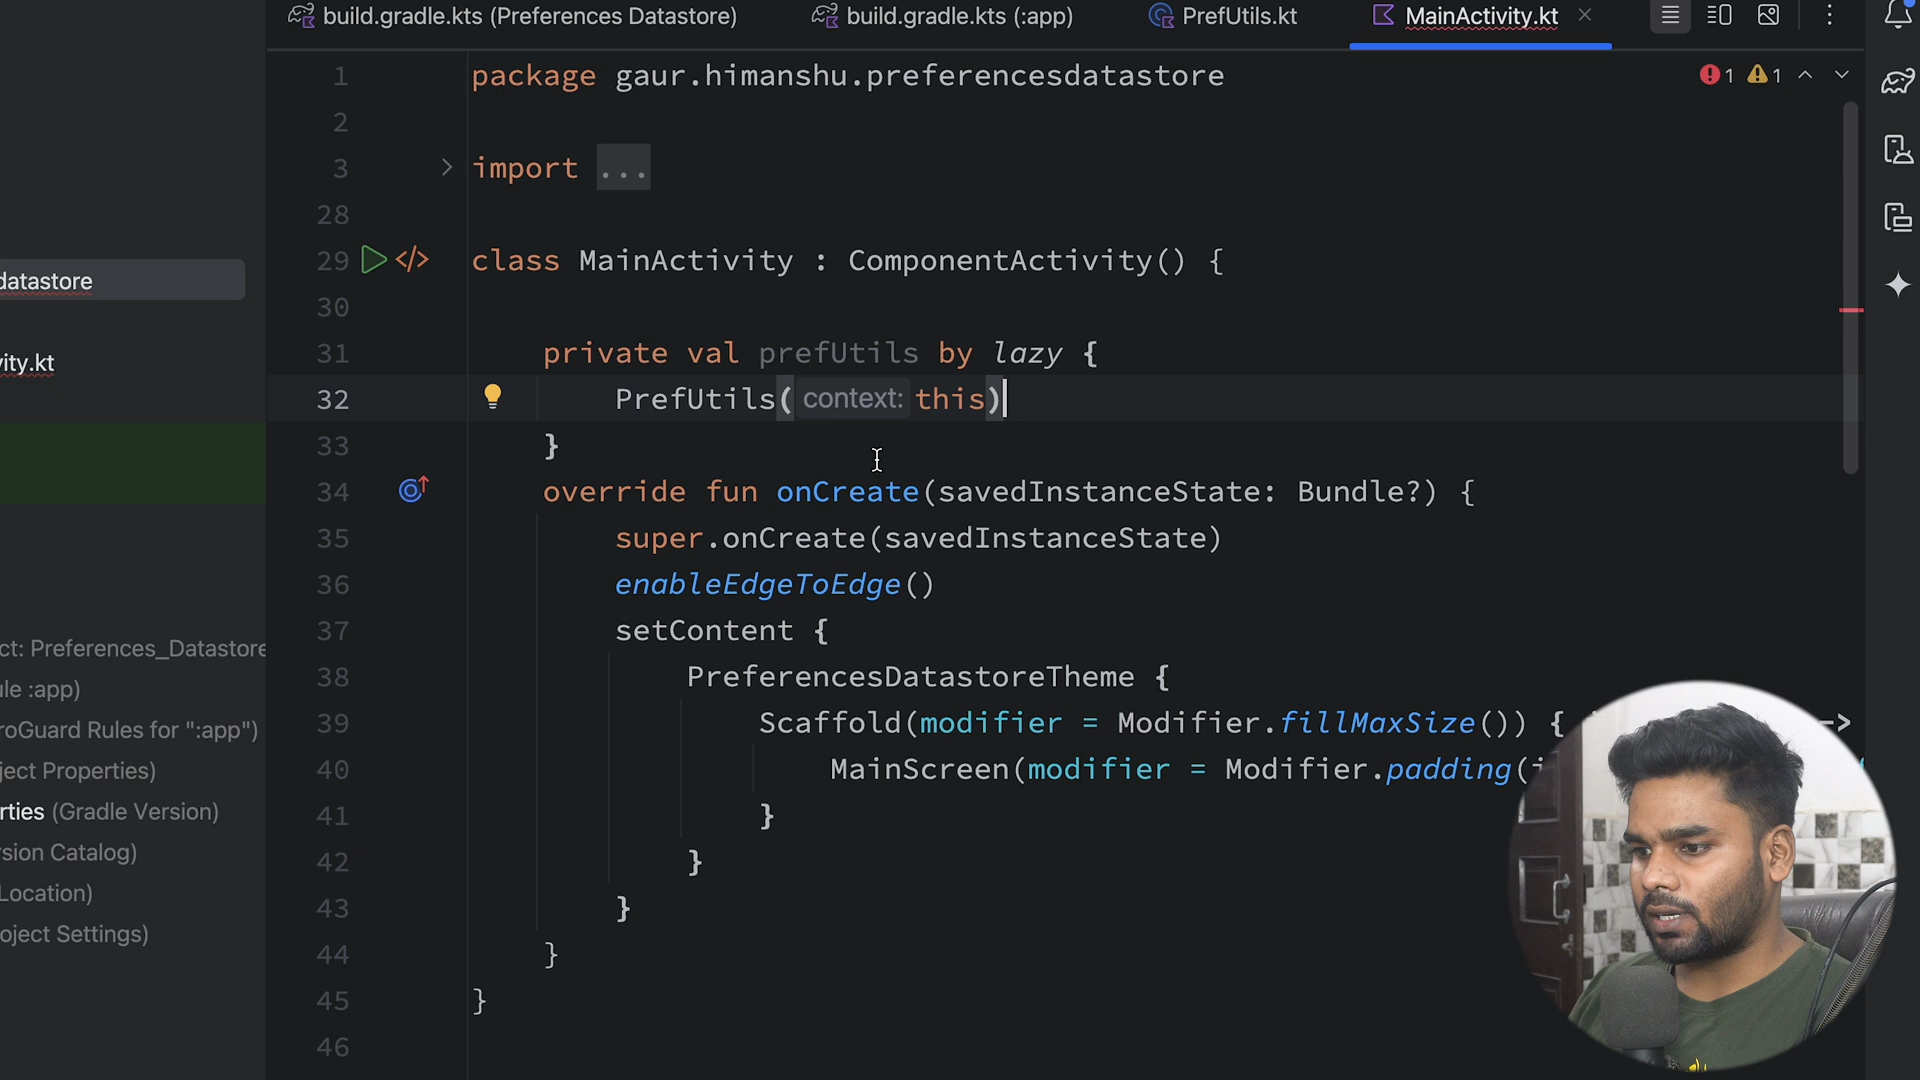 build.gradle.kts (Preferences Datastore)
build.gradle.kts (:app)
PrefUtils.kt
MainActivity.kt
1 package gaur.himanshu.preferencesdatastore
1 1
2
3 import ...
28
29 class MainActivity : ComponentActivity() {
30
31 private val prefUtils by lazy {
32 PrefUtils( context: this)
33 }
34 override fun onCreate(savedInstanceState: Bundle?) {
35 super.onCreate(savedInstanceState)
36 enableEdgeToEdge()
37 setContent {
38 PreferencesDatastoreTheme {
39 Scaffold(modifier = Modifier.fillMaxSize()) { ->
40 MainScreen(modifier = Modifier.padding(i
41 }
42 }
43 }
44 }
45 }
46
datastore
ity.kt
ct: Preferences_Datastore
ule :app)
roGuard Rules for ":app")
ject Properties)
rties (Gradle Version)
rsion Catalog)
Location)
oject Settings)